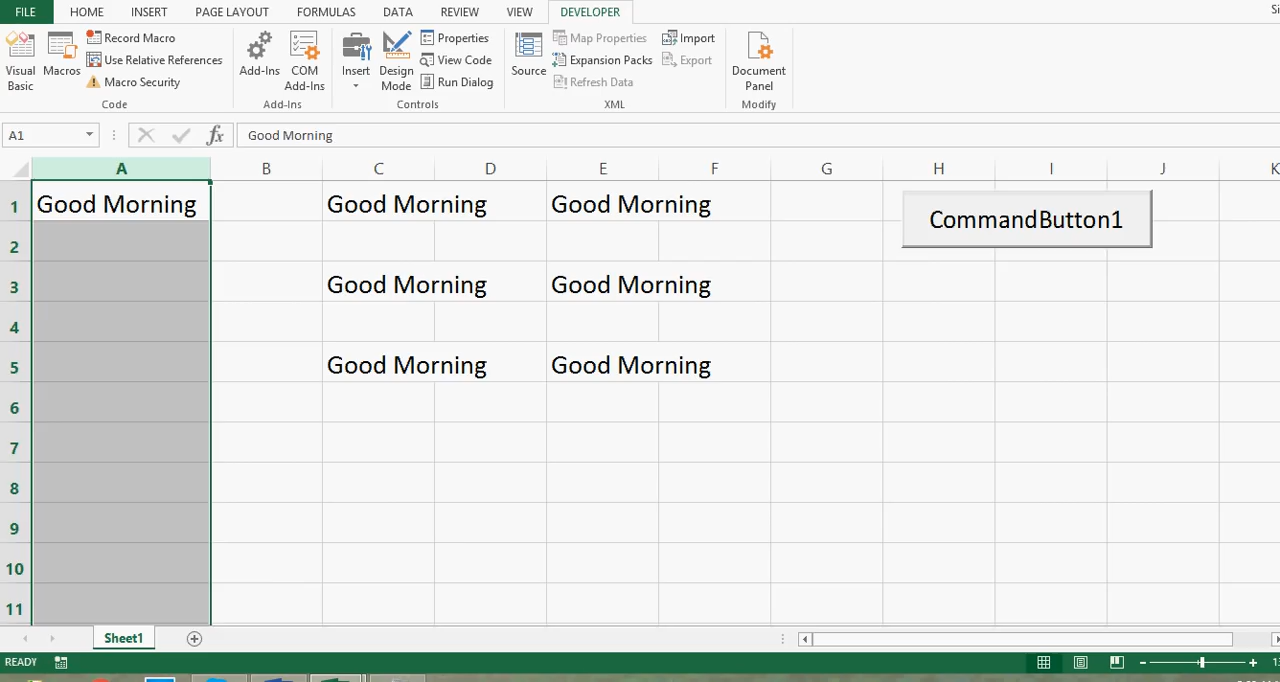 FILE HOME INSERT PAGE LAYOUT FORMULAS DATA REVIEW VIEW DEVELOPER Si
Visual Basic
Macros
Record Macro
Use Relative References
Macro Security
Code
Add-Ins
COM Add-Ins
Add-Ins
Insert
Design Mode
Properties
View Code
Run Dialog
Controls
Source
Map Properties
Expansion Packs
Refresh Data
Import
Export
XML
Document Panel
Modify
A1 fx Good Morning
A B C D E F G H I J K
1 Good Morning Good Morning Good Morning CommandButton1
2
3 Good Morning Good Morning
4
5 Good Morning Good Morning
6
7
8
9
10
11
Sheet1
READY